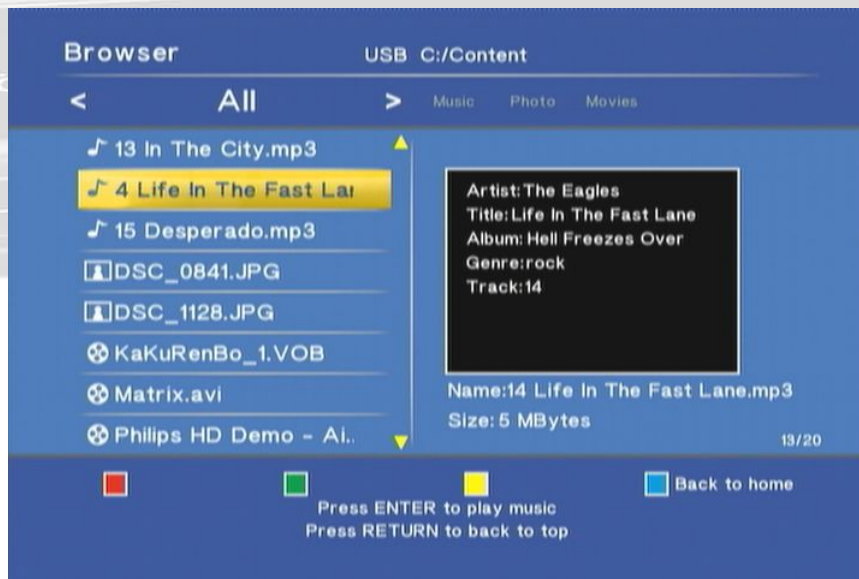 Browser USB C:/Content
< All > Music Photo Movies
13 In The City.mp3
4 Life In The Fast Lar
15 Desperado.mp3
DSC_0841.JPG
DSC_1128.JPG
KaKuRenBo_1.VOB
Matrix.avi
Philips HD Demo - Ai..
Artist:The Eagles
Title:Life In The Fast Lane
Album:Hell Freezes Over
Genre:rock
Track:14
Name:14 Life In The Fast Lane.mp3
Size:5 MBytes
13/20
Back to home
Press ENTER to play music
Press RETURN to back to top